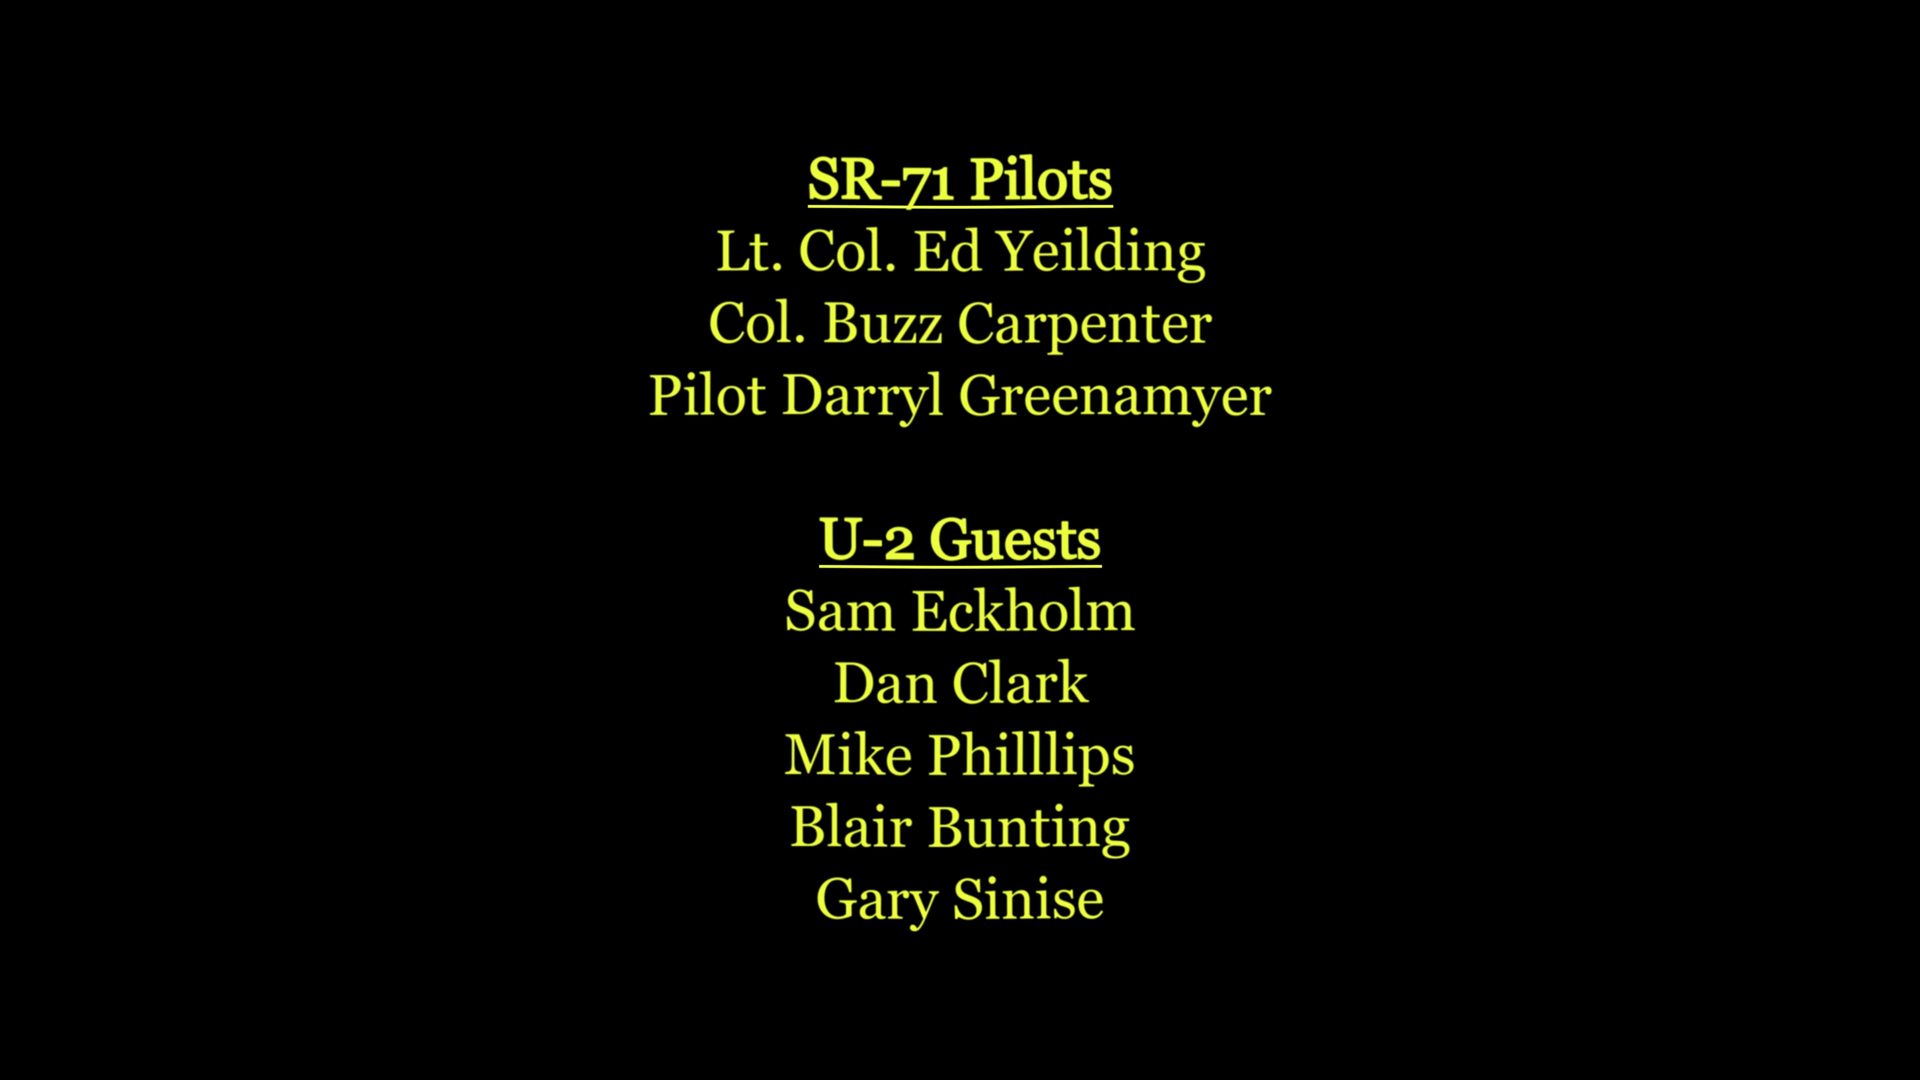 SR-71 Pilots
Lt. Col. Ed Yeilding
Col. Buzz Carpenter
Pilot Darryl Greenamyer
U-2 Guests
Sam Eckholm
Dan Clark
Mike Philllips
Blair Bunting
Gary Sinise